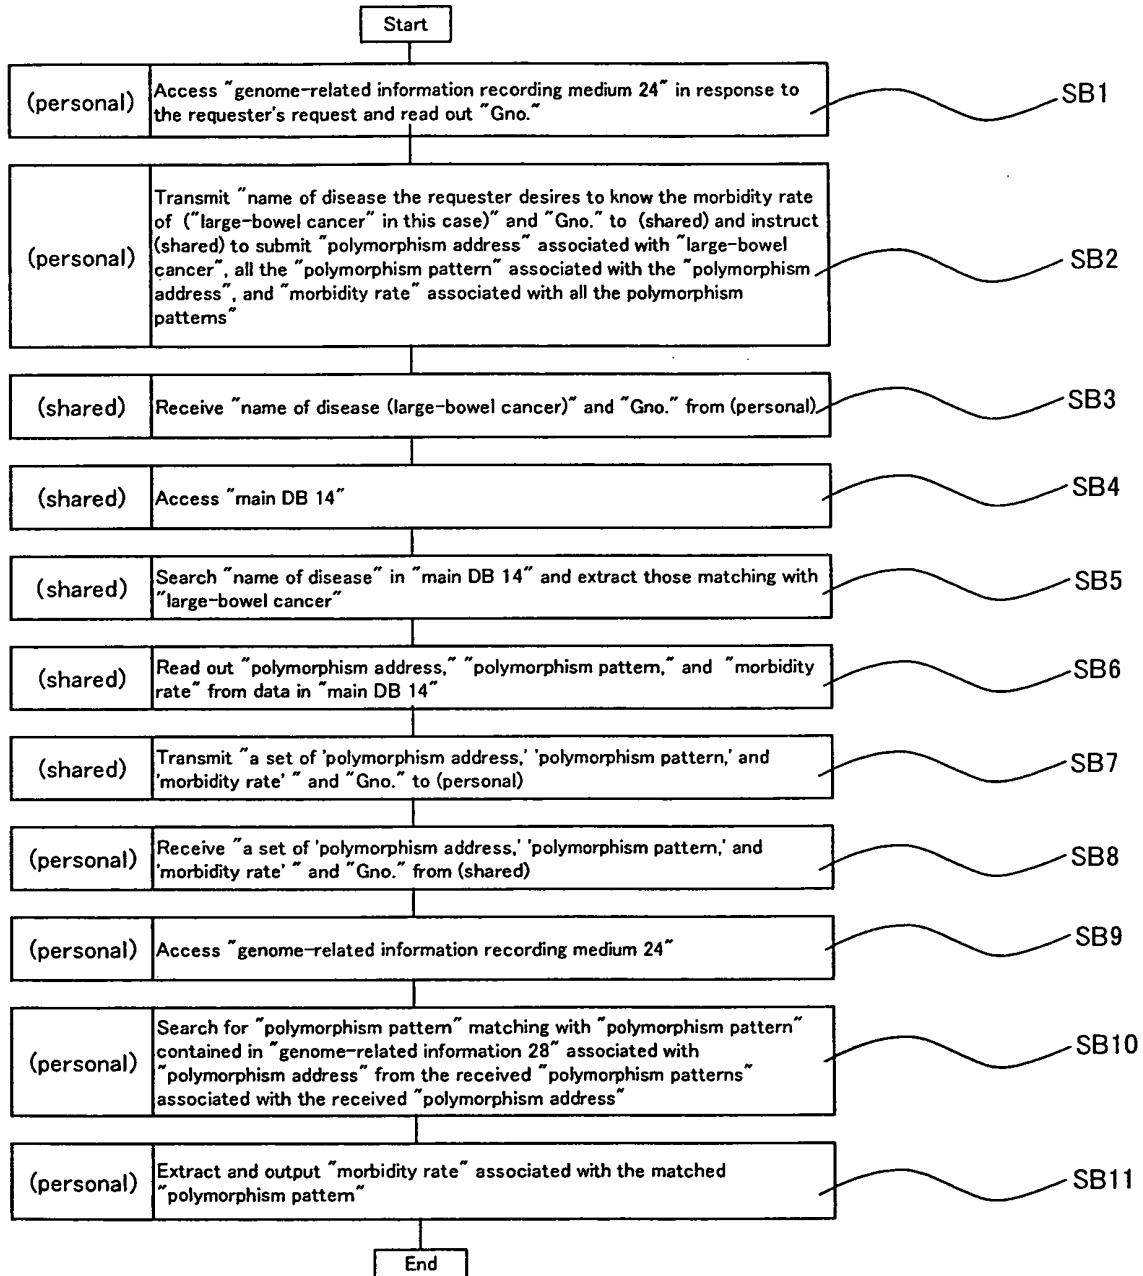 Start
(personal)
Access "genome-related information recording medium 24" in response to
the requester's request and read out "Gno."
SB1
(personal)
Transmit "name of disease the requester desires to know the morbidity rate
of ("large-bowel cancer" in this case)" and "Gno." to (shared) and instruct
(shared) to submit "polymorphism address" associated with "large-bowel
cancer", all the "polymorphism pattern" associated with the "polymorphism
address", and "morbidity rate" associated with all the polymorphism
patterns"
SB2
(shared)
Receive "name of disease (large-bowel cancer)" and "Gno." from (personal)
SB3
(shared)
Access "main DB 14"
SB4
(shared)
Search "name of disease" in "main DB 14" and extract those matching with
"large-bowel cancer"
SB5
(shared)
Read out "polymorphism address," "polymorphism pattern," and "morbidity
rate" from data in "main DB 14"
SB6
(shared)
Transmit "a set of 'polymorphism address,' 'polymorphism pattern,' and
'morbidity rate' " and "Gno." to (personal)
SB7
(personal)
Receive "a set of 'polymorphism address,' 'polymorphism pattern,' and
'morbidity rate' " and "Gno." from (shared)
SB8
(personal)
Access "genome-related information recording medium 24"
SB9
(personal)
Search for "polymorphism pattern" matching with "polymorphism pattern"
contained in "genome-related information 28" associated with
"polymorphism address" from the received "polymorphism patterns"
associated with the received "polymorphism address"
SB10
(personal)
Extract and output "morbidity rate" associated with the matched
"polymorphism pattern"
SB11
End